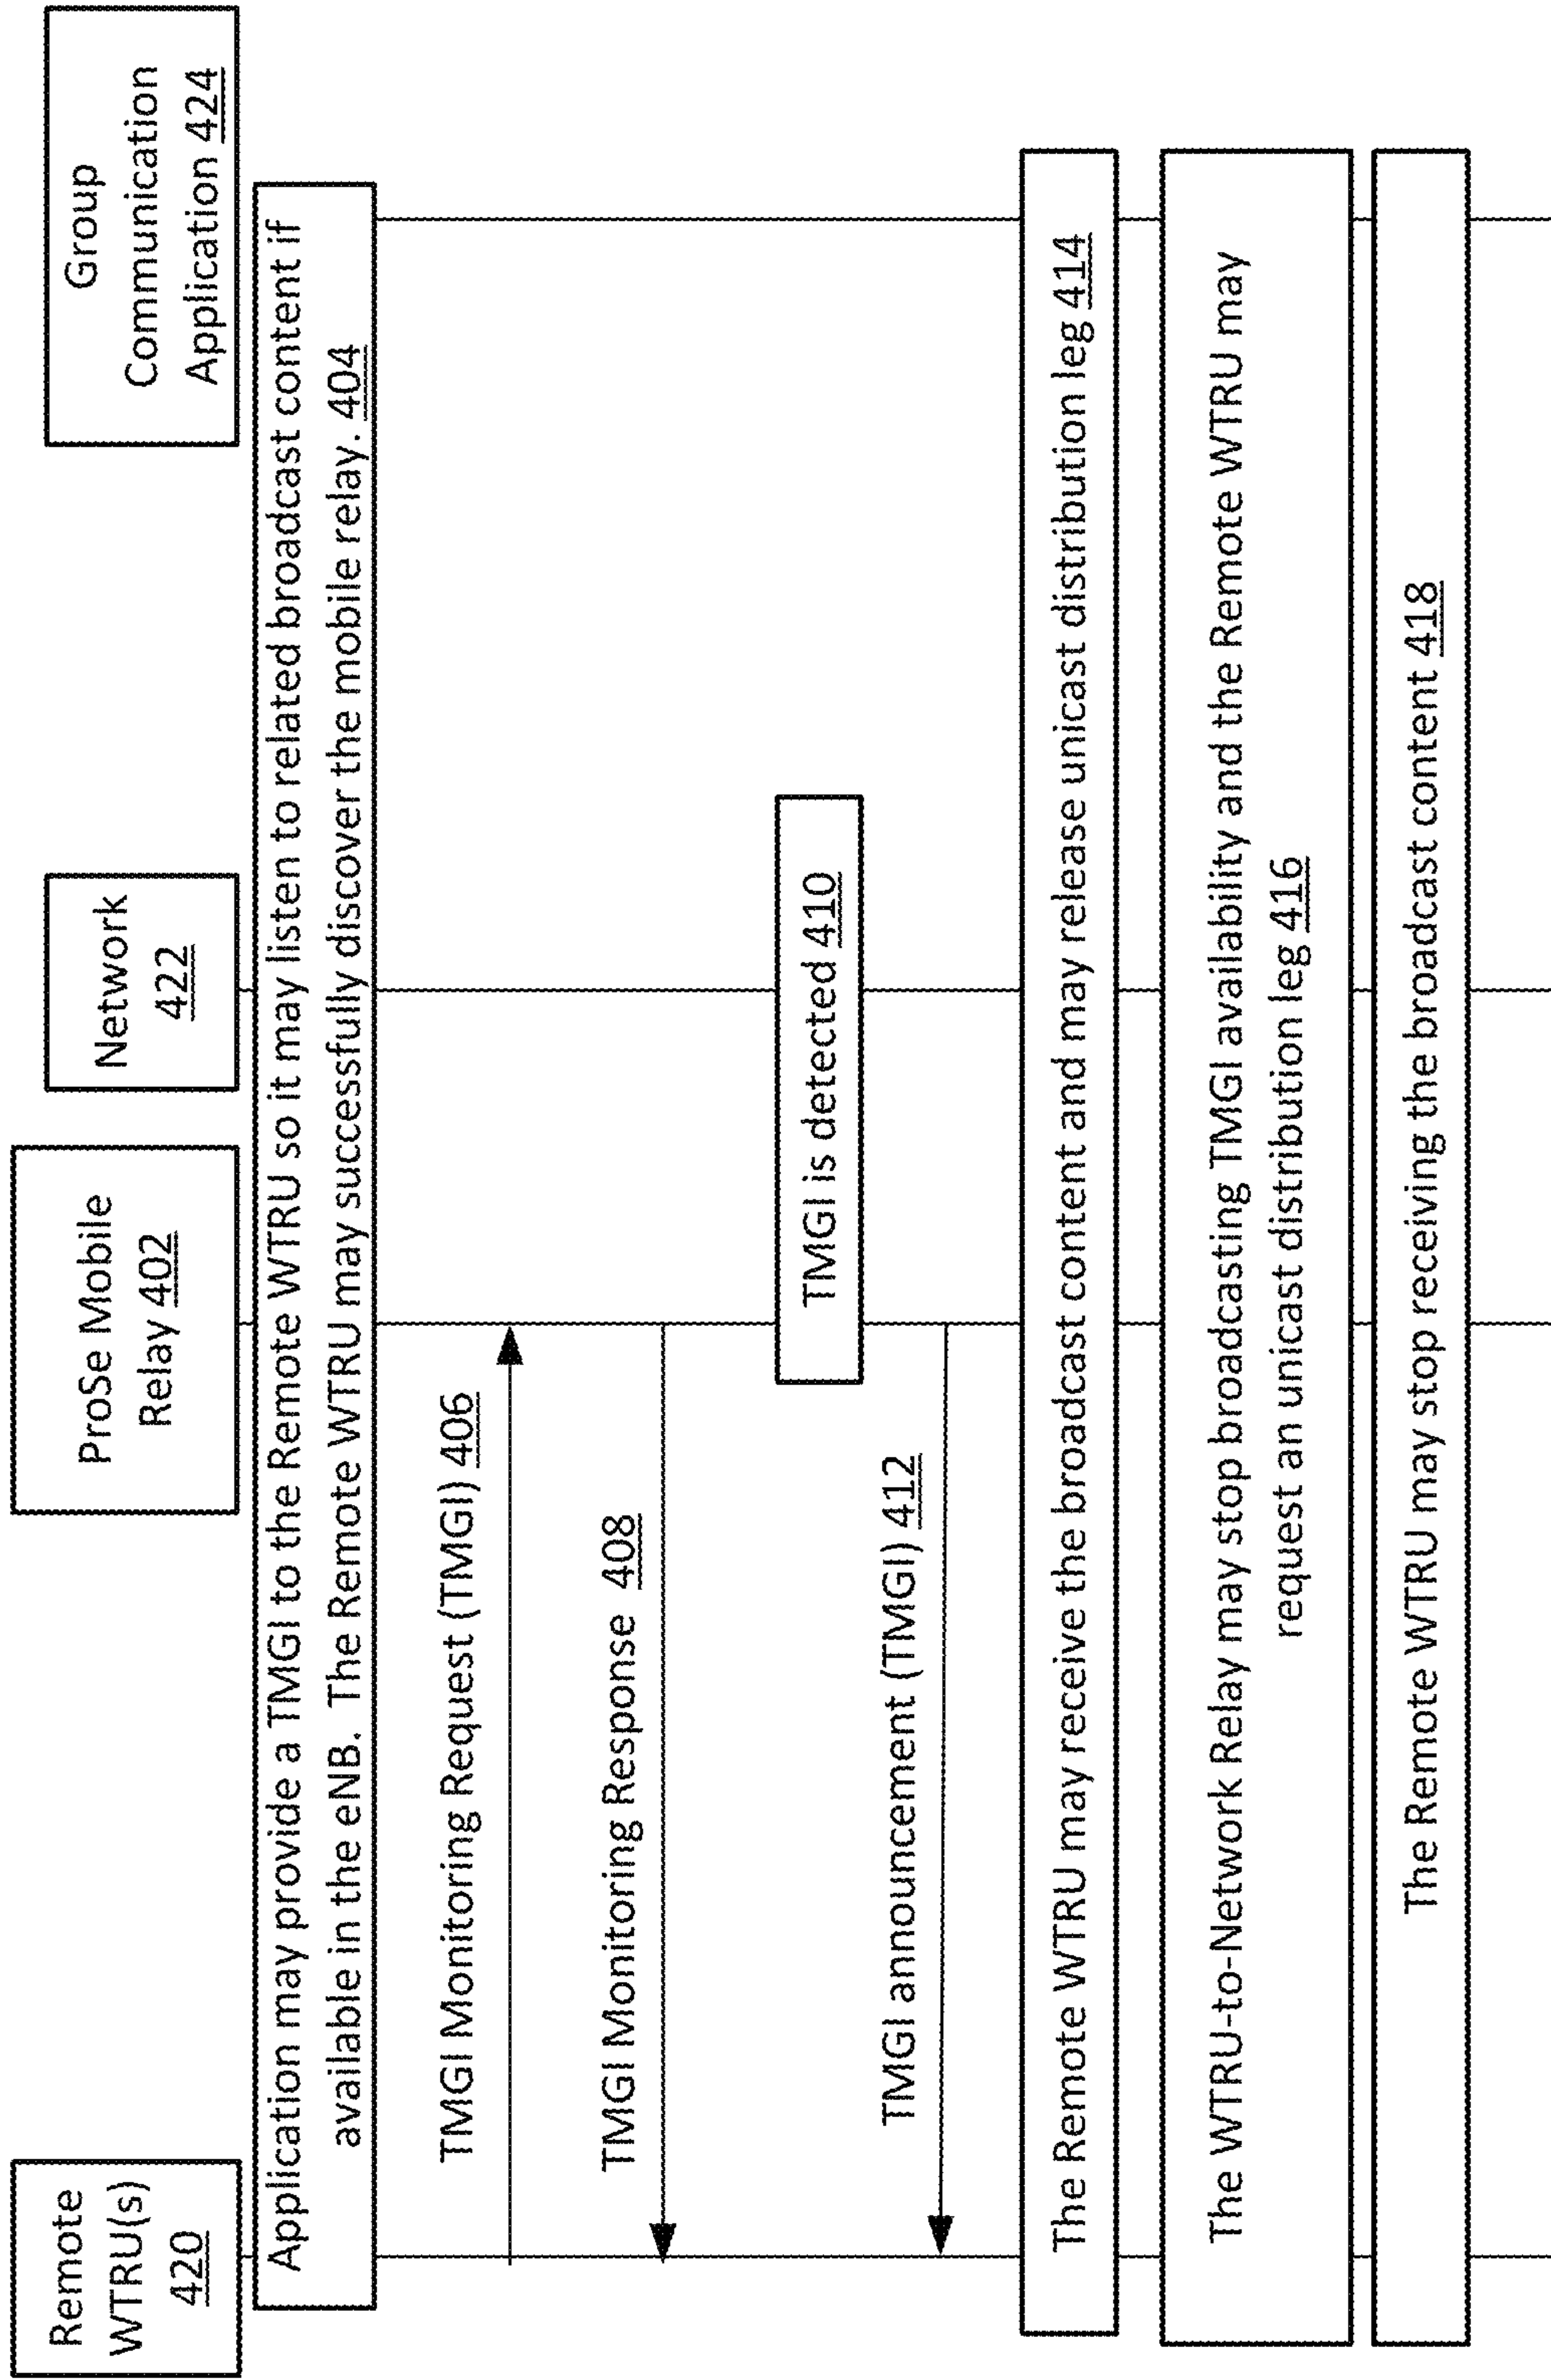 Remote
WTRU(s)
420
ProSe Mobile
Relay 402
Network
422
Group
Communication
Application 424
Application may provide a TMGI to the Remote WTRU so it may listen to related broadcast content if
available in the eNB. The Remote WTRU may successfully discover the mobile relay. 404
TMGI Monitoring Request (TMGI) 406
TMGI Monitoring Response 408
TMGI is detected 410
TMGI announcement (TMGI) 412
The Remote WTRU may receive the broadcast content and may release unicast distribution leg 414
The WTRU-to-Network Relay may stop broadcasting TMGI availability and the Remote WTRU may
request an unicast distribution leg 416
The Remote WTRU may stop receiving the broadcast content 418